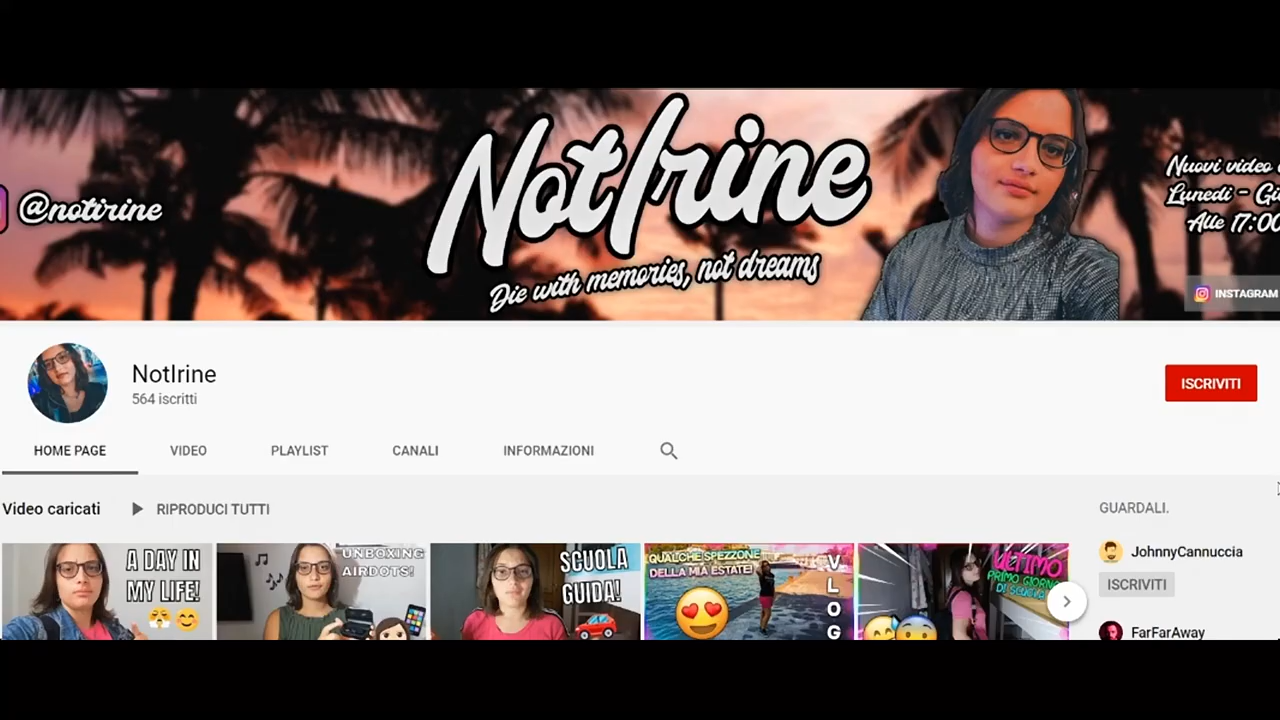 @notirine
NotIrine
Die with memories, not dreams
Nuovi video
Lunedì -
Alle 17:00
INSTAGRAM
NotIrine
564 iscritti
ISCRIVITI
HOME PAGE
VIDEO
PLAYLIST
CANALI
INFORMAZIONI
Video caricati
RIPRODUCI TUTTI
GUARDALI.
A DAY IN
MY LIFE!
UNBOXING
AIRDOTS!
SCUOLA
GUIDA!
QUALCHE SPEZZONE
DELLA MIA ESTATE!
VLOG
ULTIMO
PRIMO GIORNO
DI SCUOLA
JohnnyCannuccia
ISCRIVITI
FarFarAway